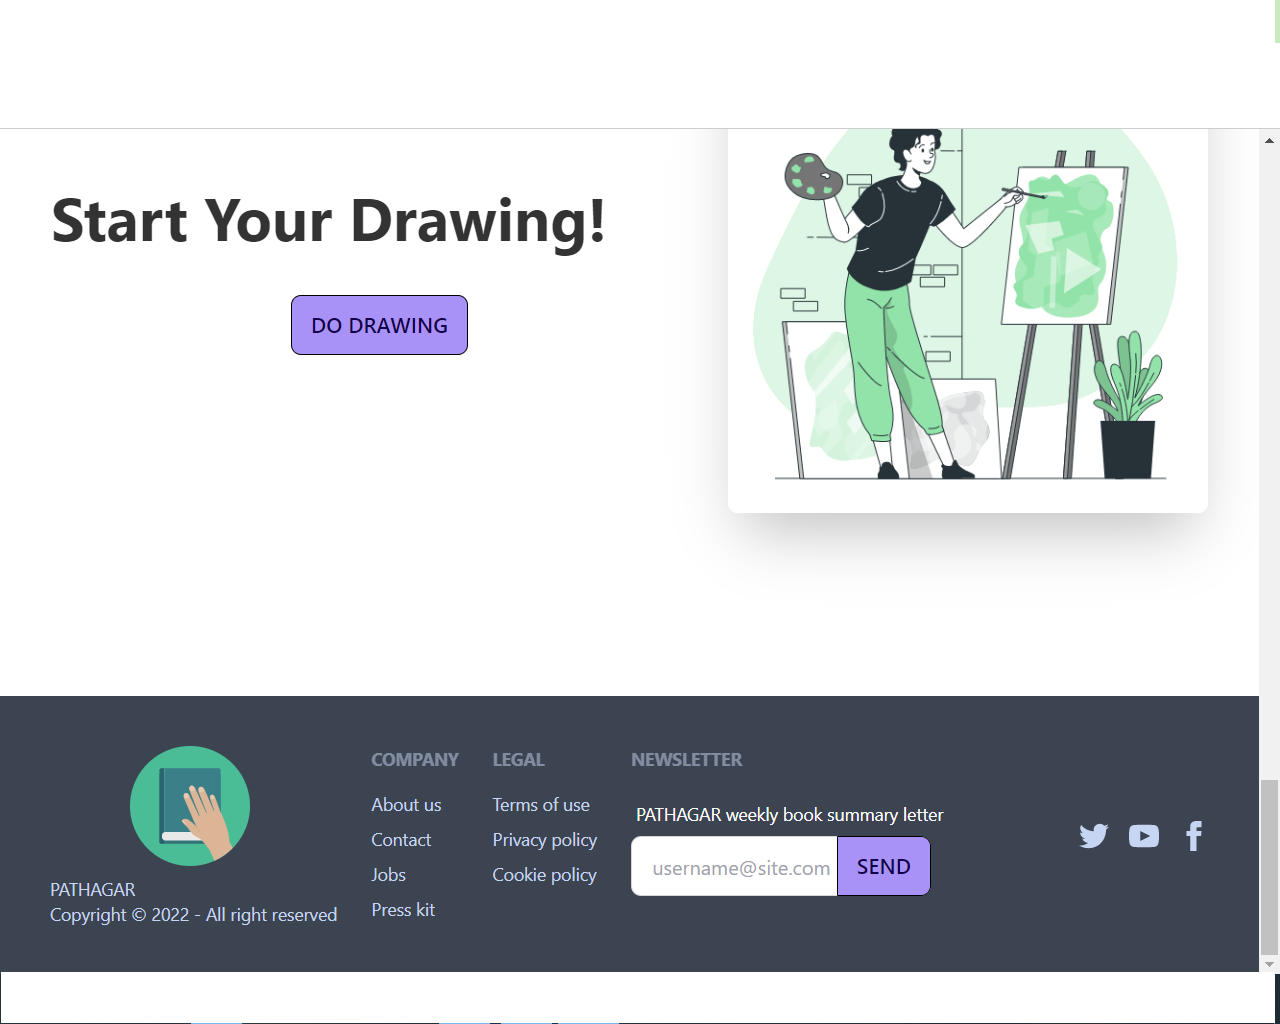 Start Your Drawing!
DO DRAWING
PATHAGAR
Copyright © 2022 - All right reserved
COMPANY
About us
Contact
Jobs
Press kit
LEGAL
Terms of use
Privacy policy
Cookie policy
NEWSLETTER
PATHAGAR weekly book summary letter
username@site.com
SEND